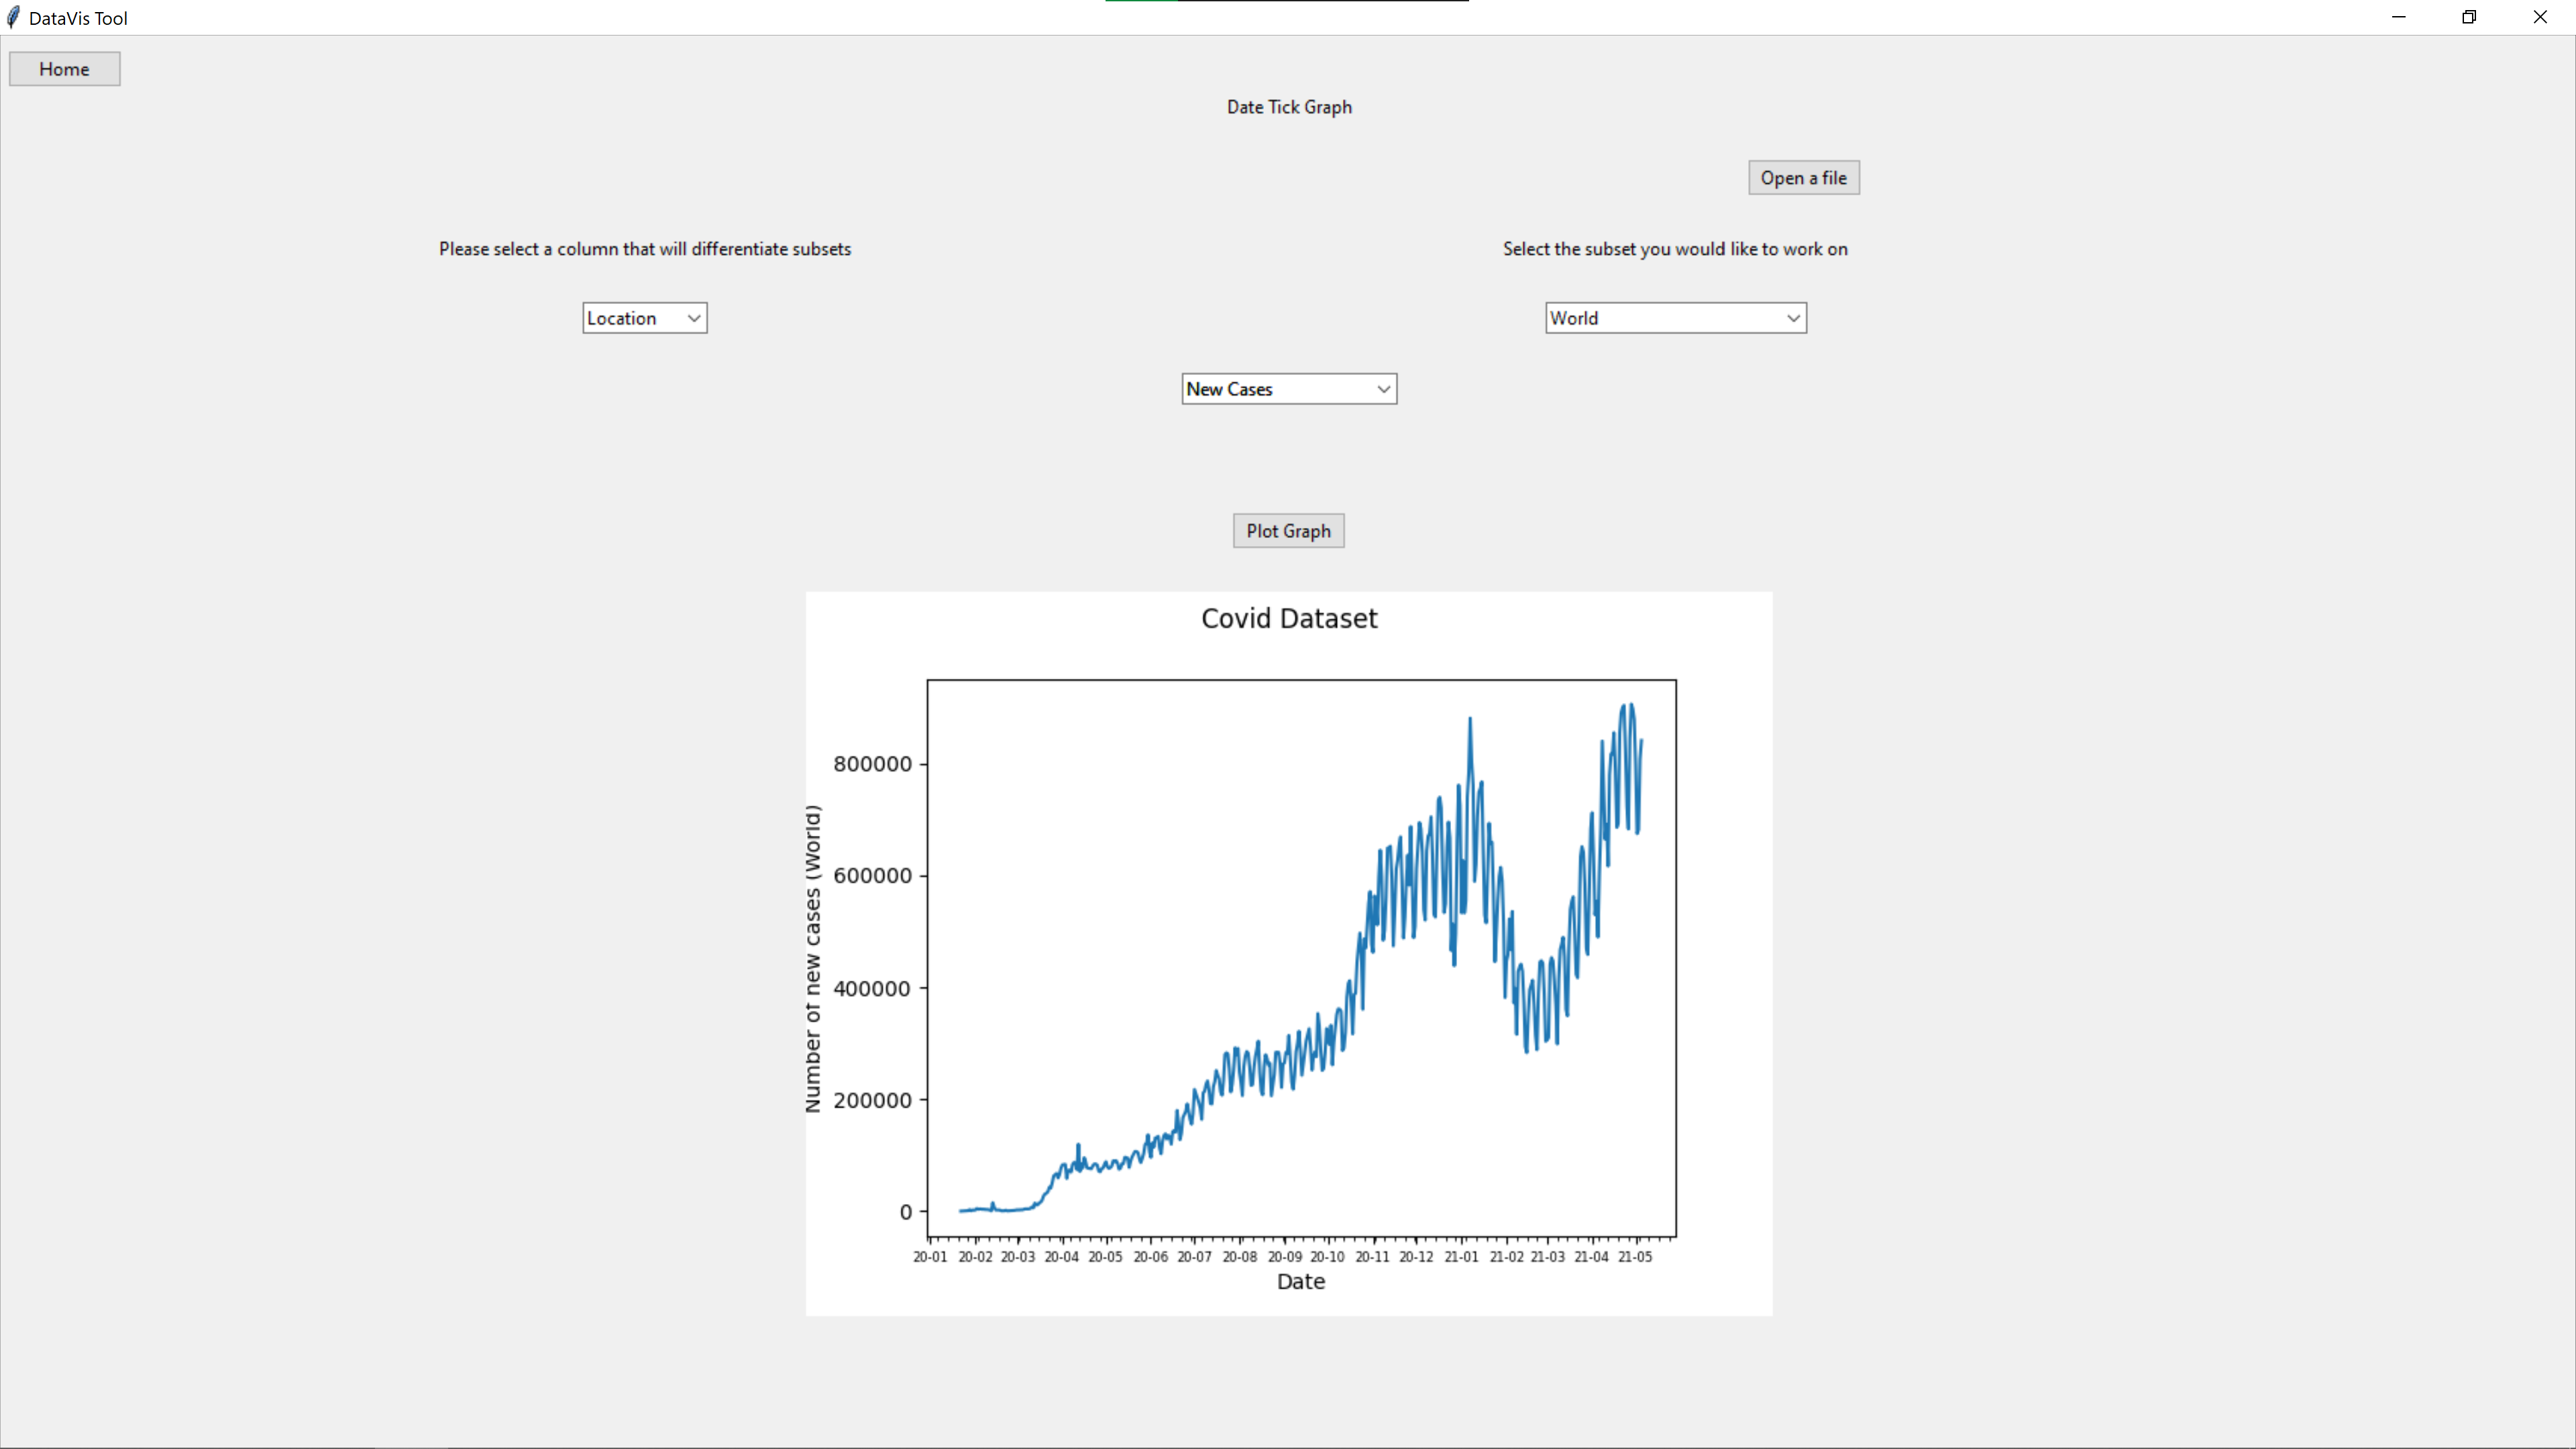 DataVis Tool
Home
Date Tick Graph
Open a file
Please select a column that will differentiate subsets
Select the subset you would like to work on
Location
World
New Cases
Plot Graph
Covid Dataset
Number of new cases (World)
800000
600000
400000
200000
0
20-01 20-02 20-03 20-04 20-05 20-06 20-07 20-08 20-09 20-10 20-11 20-12 21-01 21-02 21-03 21-04 21-05
Date